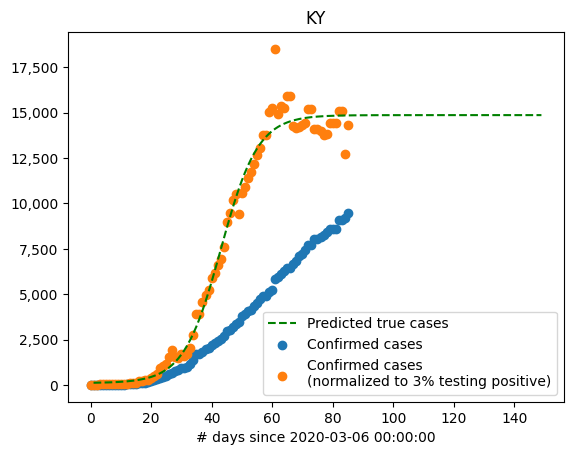 KY
17,500
15,000
12,500
10,000
7,500
5,000
2,500
0
Predicted true cases
Confirmed cases
Confirmed cases
(normalized to 3% testing positive)
0 20 40 60 80 100 120 140
# days since 2020-03-06 00:00:00